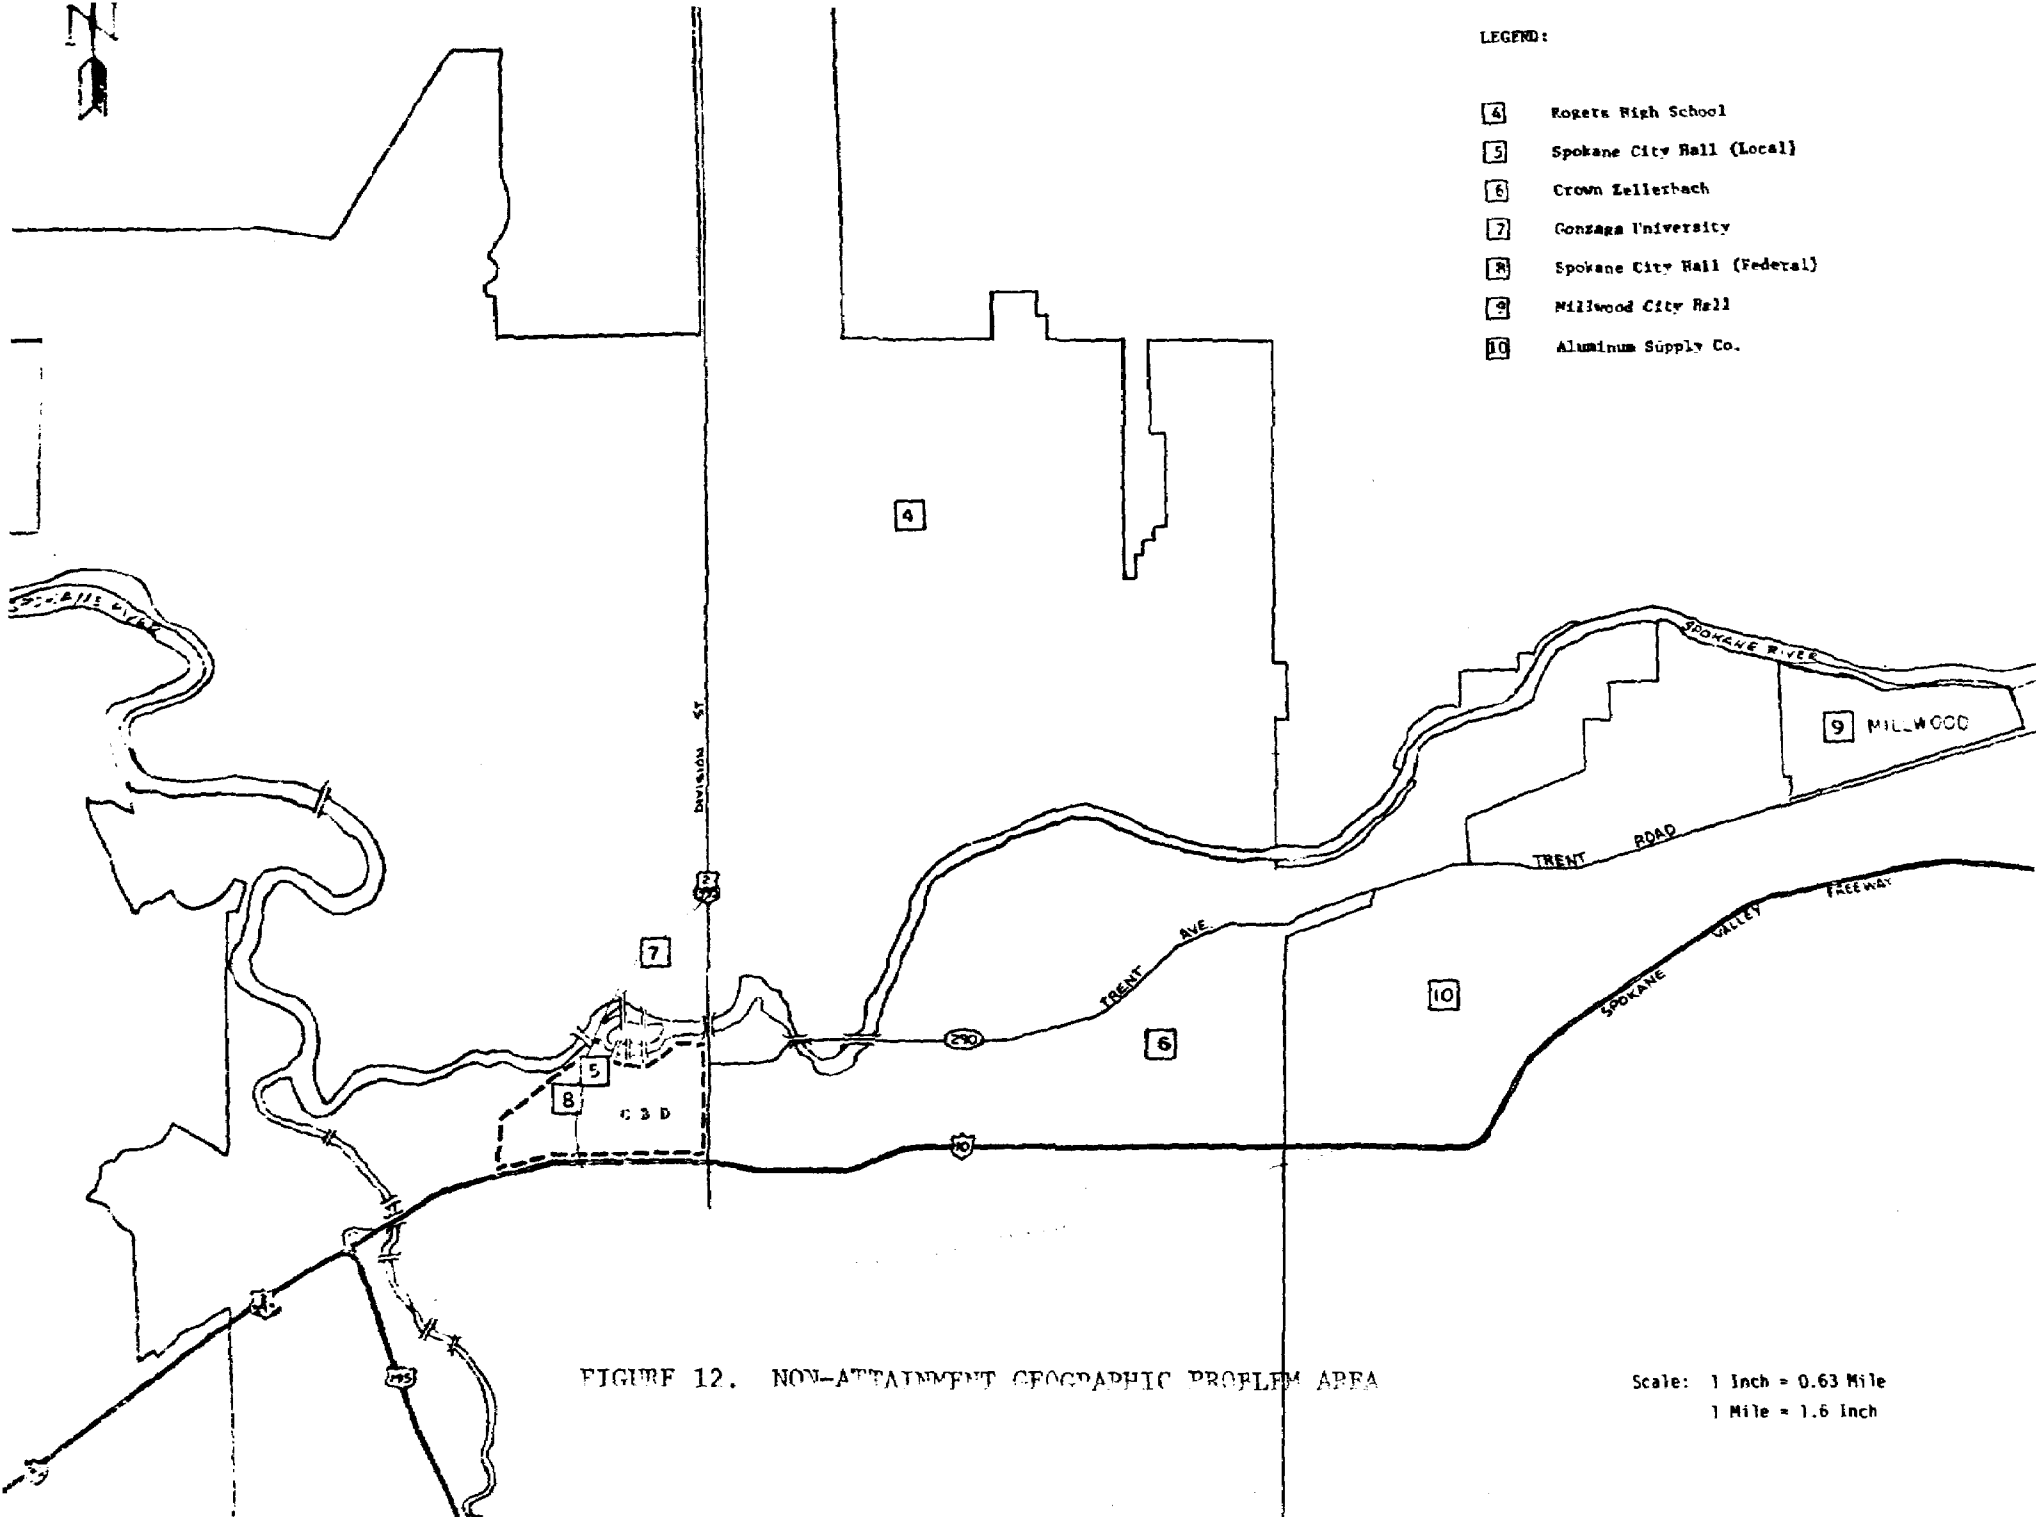 N
LEGEND:
4 Rogers High School
5 Spokane City Hall (Local)
6 Crown Zellerbach
7 Gonzaga University
8 Spokane City Hall (Federal)
9 Millwood City Hall
10 Aluminum Supply Co.
4
SPOKANE RIVER
SPOKANE RIVER
DIVISION ST
9 MILLWOOD
TRENT ROAD
2
395
SPOKANE VALLEY FREEWAY
7
TRENT AVE.
10
290
6
5
8
C B D
90
195
FIGURE 12. NON-ATTAINMENT GEOGRAPHIC PROBLEM AREA
Scale: 1 Inch = 0.63 Mile
1 Mile = 1.6 Inch